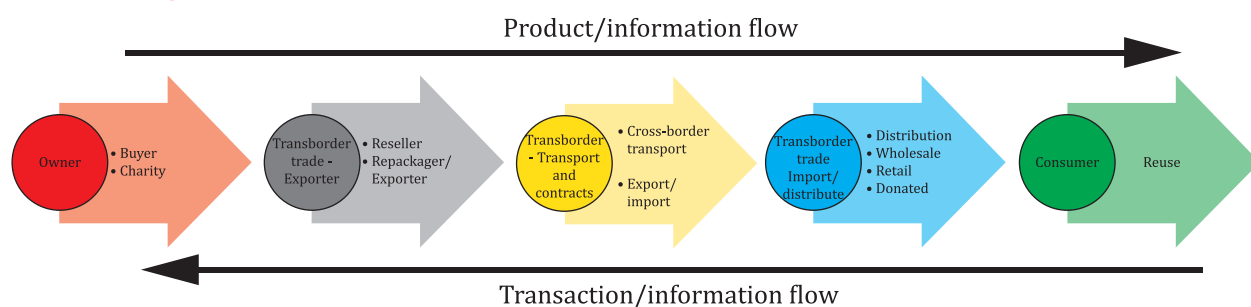 Product/information flow
Owner
• Buyer
• Charity
Transborder
trade -
Exporter
• Reseller
• Repackager/
Exporter
Transborder
- Transport
and
contracts
• Cross-border
transport
• Export/
import
Transborder
trade
Import/
distribute
• Distribution
• Wholesale
• Retail
• Donated
Consumer
Reuse
Transaction/information flow